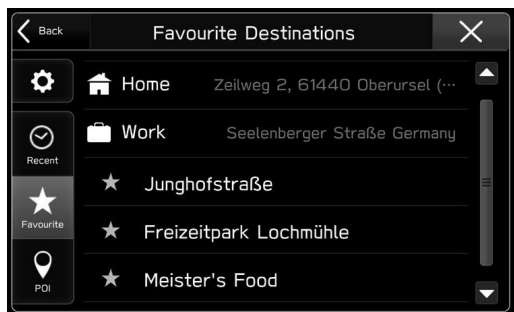 Back
Favourite Destinations
Home Zeilweg 2, 61440 Oberursel (...
Work Seelenberger Straße Germany
Recent
Junghofstraße
Favourite
Freizeitpark Lochmühle
POI
Meister's Food